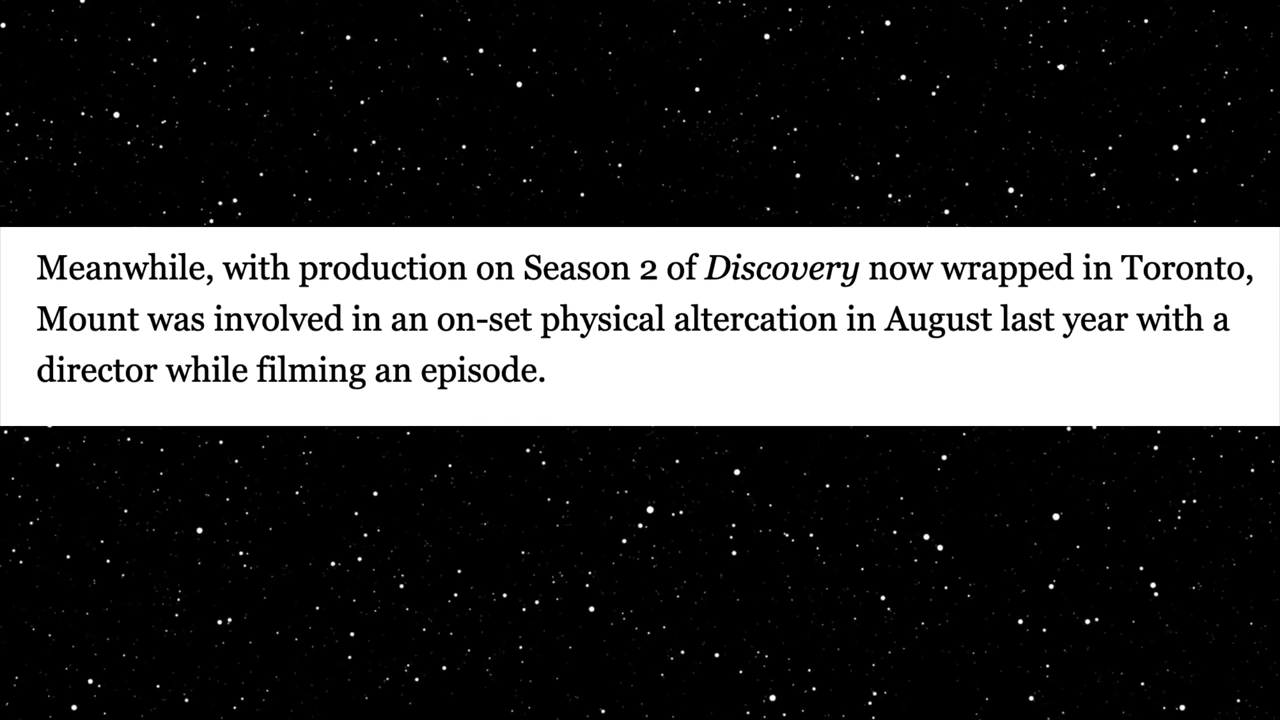 Meanwhile, with production on Season 2 of Discovery now wrapped in Toronto,
Mount was involved in an on-set physical altercation in August last year with a
director while filming an episode.